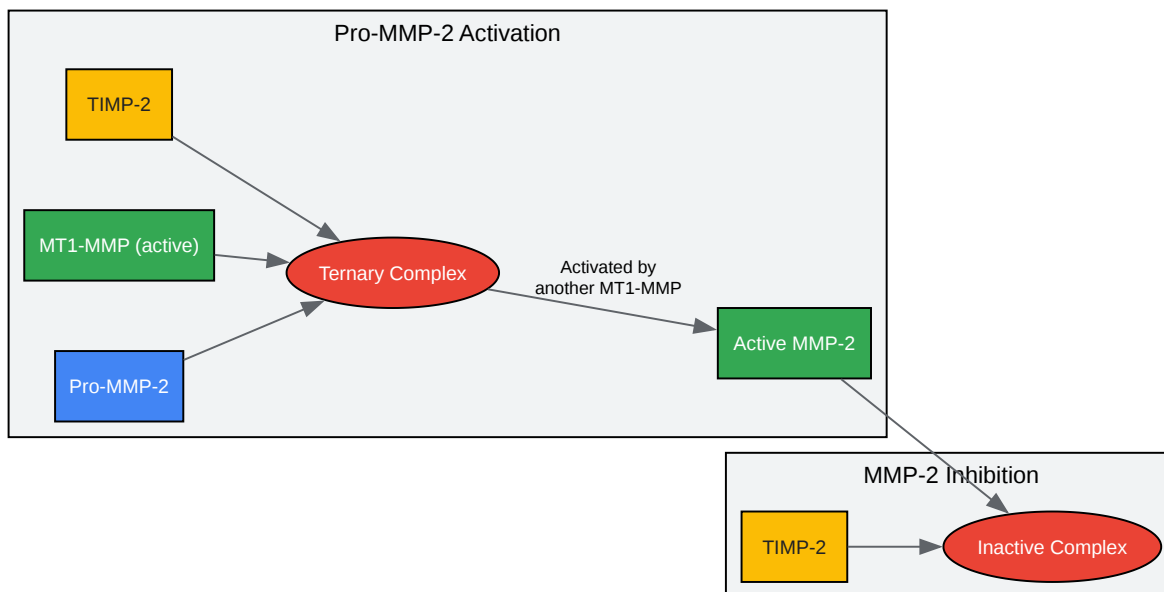 Pro-MMP-2 Activation
TIMP-2
MT1-MMP (active)
Ternary Complex
Activated by
another MT1-MMP
Pro-MMP-2
Active MMP-2
MMP-2 Inhibition
TIMP-2
Inactive Complex